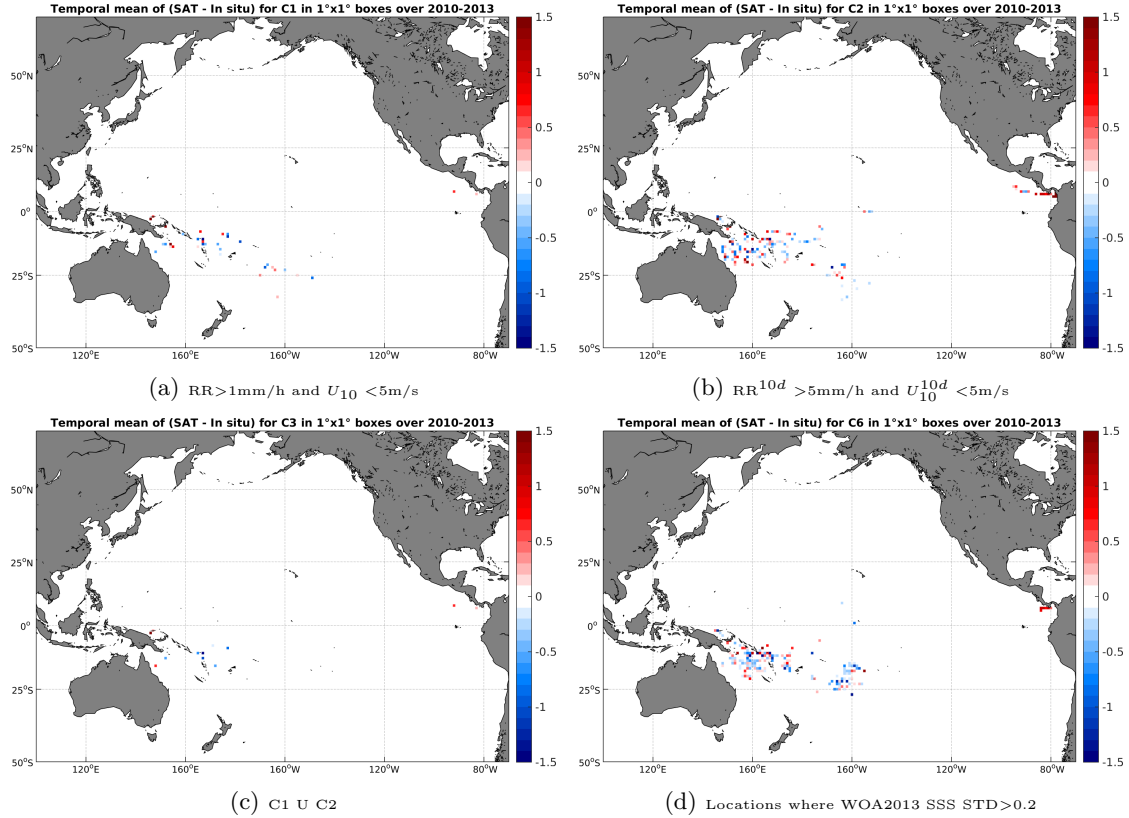 Temporal mean of (SAT - In situ) for C1 in 1°x1° boxes over 2010-2013
50°N
25°N
0°
25°S
50°S
120°E
160°E
160°W
120°W
80°W
1.5
1
0.5
0
-0.5
-1
-1.5
(a) RR>1mm/h and U10 <5m/s
Temporal mean of (SAT - In situ) for C2 in 1°x1° boxes over 2010-2013
50°N
25°N
0°
25°S
50°S
120°E
160°E
160°W
120°W
80°W
1.5
1
0.5
0
-0.5
-1
-1.5
(b) RR10d >5mm/h and U10d10 <5m/s
Temporal mean of (SAT - In situ) for C3 in 1°x1° boxes over 2010-2013
50°N
25°N
0°
25°S
50°S
120°E
160°E
160°W
120°W
80°W
1.5
1
0.5
0
-0.5
-1
-1.5
(c) C1 U C2
Temporal mean of (SAT - In situ) for C6 in 1°x1° boxes over 2010-2013
50°N
25°N
0°
25°S
50°S
120°E
160°E
160°W
120°W
80°W
1.5
1
0.5
0
-0.5
-1
-1.5
(d) Locations where WOA2013 SSS STD>0.2